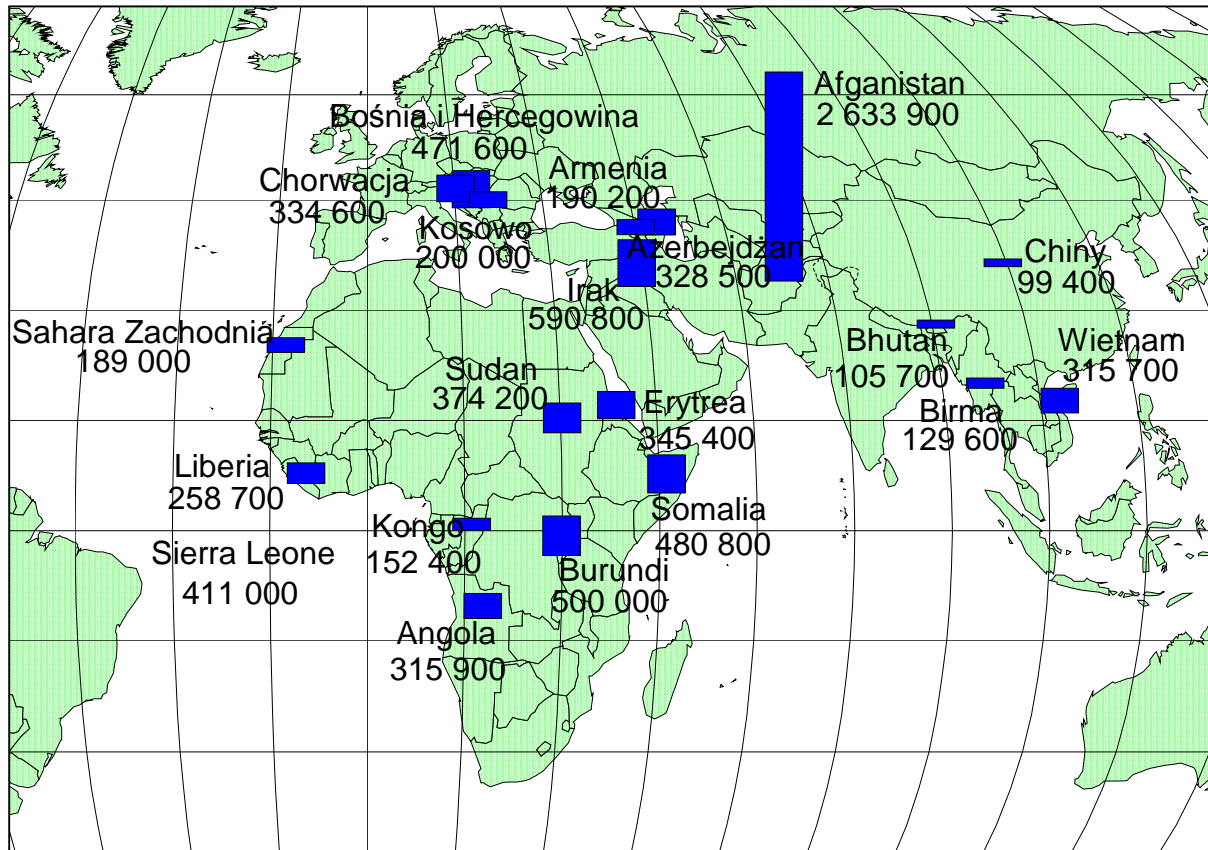 Afganistan
2 633 900
Bośnia i Hercegowina
471 600
Armenia
190 200
Chorwacja
334 600
Kosowo
200 000
Azerbejdżan
328 500
Chiny
99 400
Irak
590 800
Sahara Zachodnia
189 000
Bhutan
105 700
Wietnam
315 700
Sudan
374 200
Erytrea
345 400
Birma
129 600
Liberia
258 700
Somalia
480 800
Kongo
152 400
Sierra Leone
411 000
Burundi
500 000
Angola
315 900